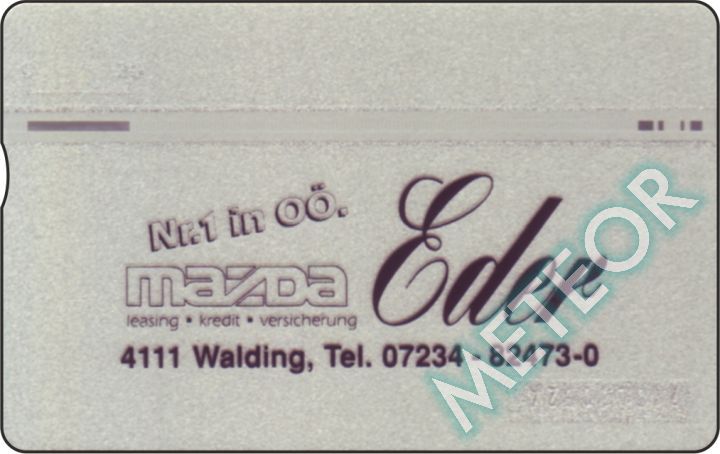 Nr.1 in OÖ.
mazda Eder
leasing • kredit • versicherung
4111 Walding, Tel. 07234 - 82473-0
METEOR